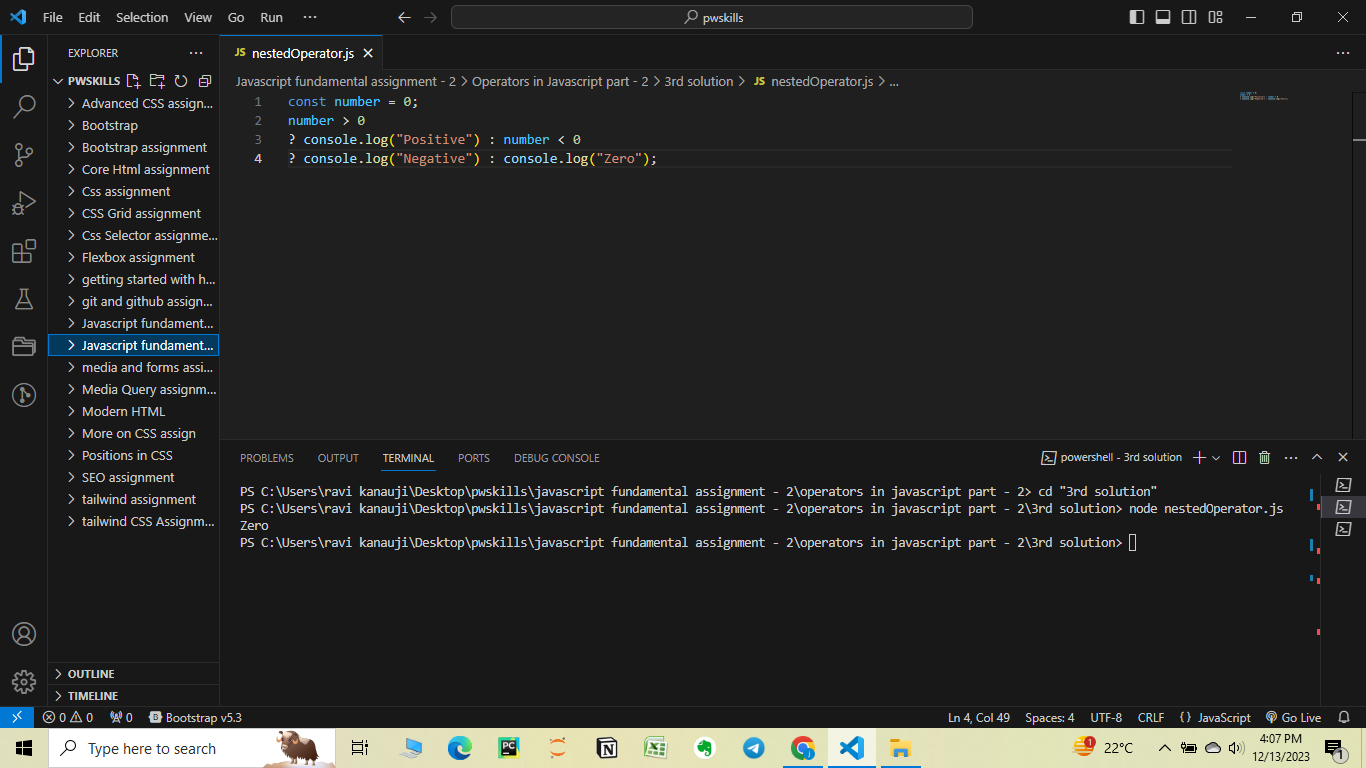 File Edit Selection View Go Run ··· pwskills
EXPLORER ···
PWSKILLS
Advanced CSS assign...
Bootstrap
Bootstrap assignment
Core Html assignment
Css assignment
CSS Grid assignment
Css Selector assignme...
Flexbox assignment
getting started with h...
git and github assign...
Javascript fundament...
Javascript fundament...
media and forms assi...
Media Query assignm...
Modern HTML
More on CSS assign
Positions in CSS
SEO assignment
tailwind assignment
tailwind CSS Assignm...
OUTLINE
TIMELINE
JS nestedOperator.js
Javascript fundamental assignment - 2 > Operators in Javascript part - 2 > 3rd solution > JS nestedOperator.js > ...
1 const number = 0;
2 number > 0
3 ? console.log("Positive") : number < 0
4 ? console.log("Negative") : console.log("Zero");
PROBLEMS OUTPUT TERMINAL PORTS DEBUG CONSOLE powershell - 3rd solution
PS C:\Users\ravi kanauji\Desktop\pwskills\javascript fundamental assignment - 2\operators in javascript part - 2> cd "3rd solution"
PS C:\Users\ravi kanauji\Desktop\pwskills\javascript fundamental assignment - 2\operators in javascript part - 2\3rd solution> node nestedOperator.js
Zero
PS C:\Users\ravi kanauji\Desktop\pwskills\javascript fundamental assignment - 2\operators in javascript part - 2\3rd solution>
0 0 0 Bootstrap v5.3 Ln 4, Col 49 Spaces: 4 UTF-8 CRLF {} JavaScript Go Live
Type here to search PC 1 22°C 4:07 PM
12/13/2023 1